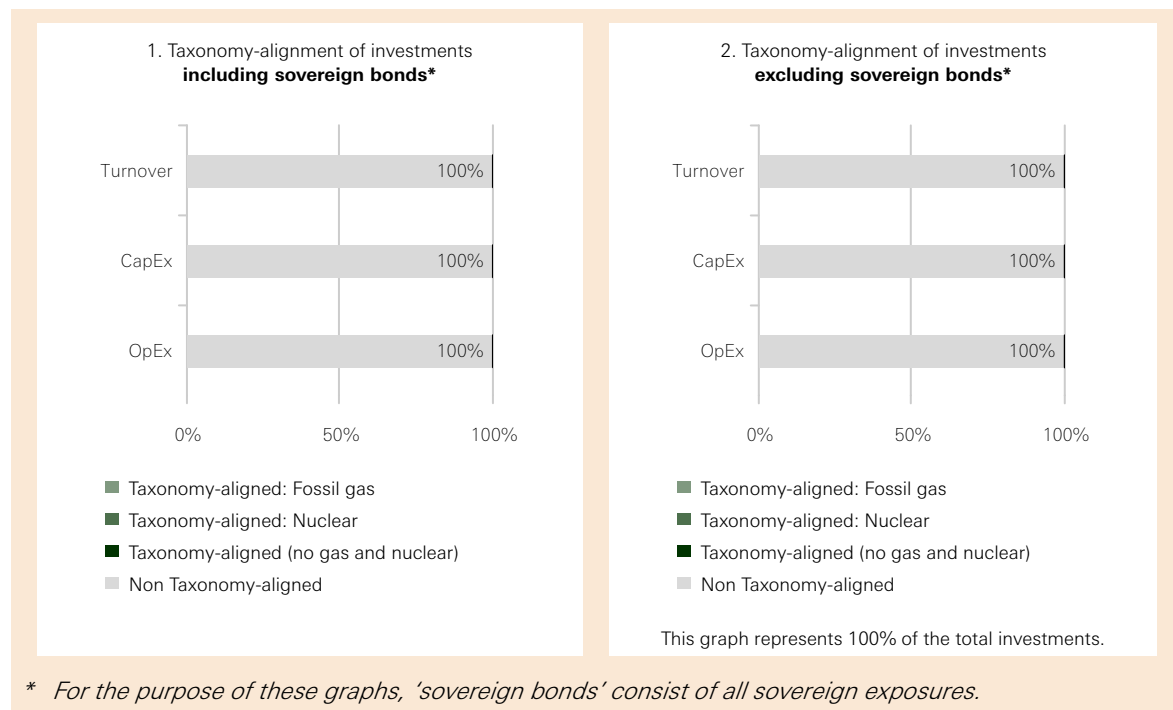 1. Taxonomy-alignment of investments
including sovereign bonds*
Turnover
100%
CapEx
100%
OpEx
100%
0%
50%
100%
Taxonomy-aligned: Fossil gas
Taxonomy-aligned: Nuclear
Taxonomy-aligned (no gas and nuclear)
Non Taxonomy-aligned
2. Taxonomy-alignment of investments
excluding sovereign bonds*
Turnover
100%
CapEx
100%
OpEx
100%
0%
50%
100%
Taxonomy-aligned: Fossil gas
Taxonomy-aligned: Nuclear
Taxonomy-aligned (no gas and nuclear)
Non Taxonomy-aligned
This graph represents 100% of the total investments.
* For the purpose of these graphs, ‘sovereign bonds’ consist of all sovereign exposures.